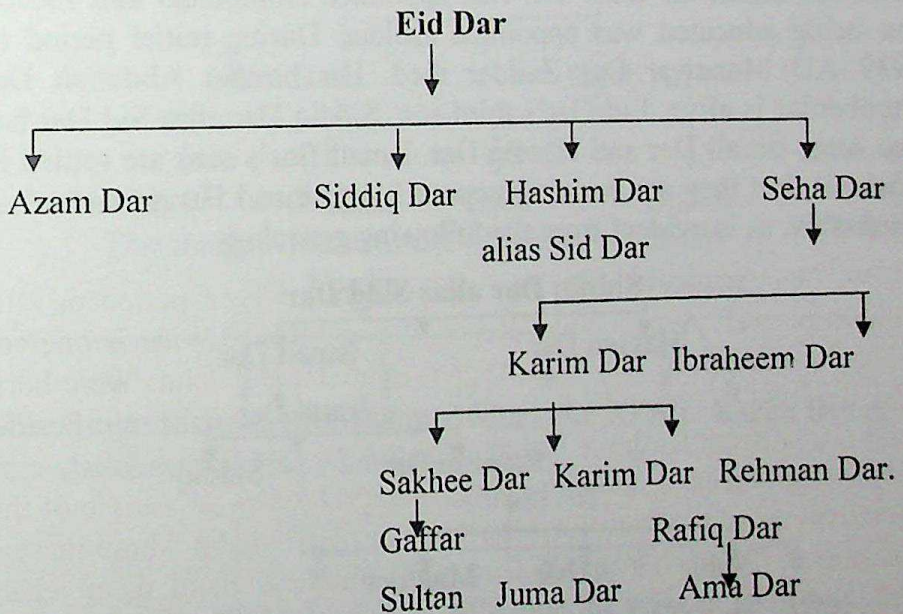 Eid Dar
Azam Dar Siddiq Dar Hashim Dar Seha Dar
alias Sid Dar
Karim Dar Ibraheem Dar
Sakhee Dar Karim Dar Rehman Dar.
Gaffar Rafiq Dar
Sultan Juma Dar Ama Dar